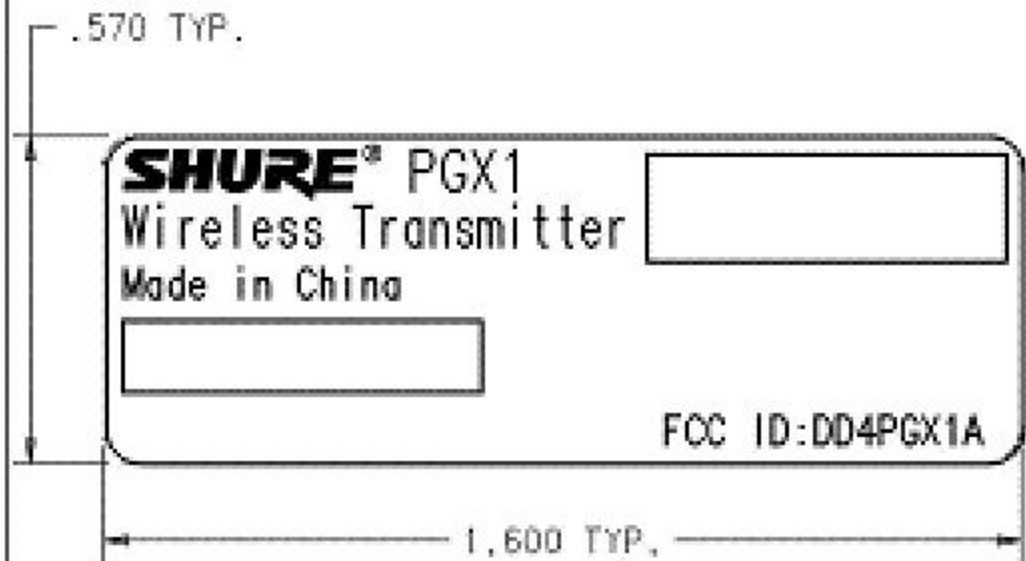 .570 TYP.
SHURE® PGX1
Wireless Transmitter
Made in China
FCC ID:DD4PGX1A
1.600 TYP.